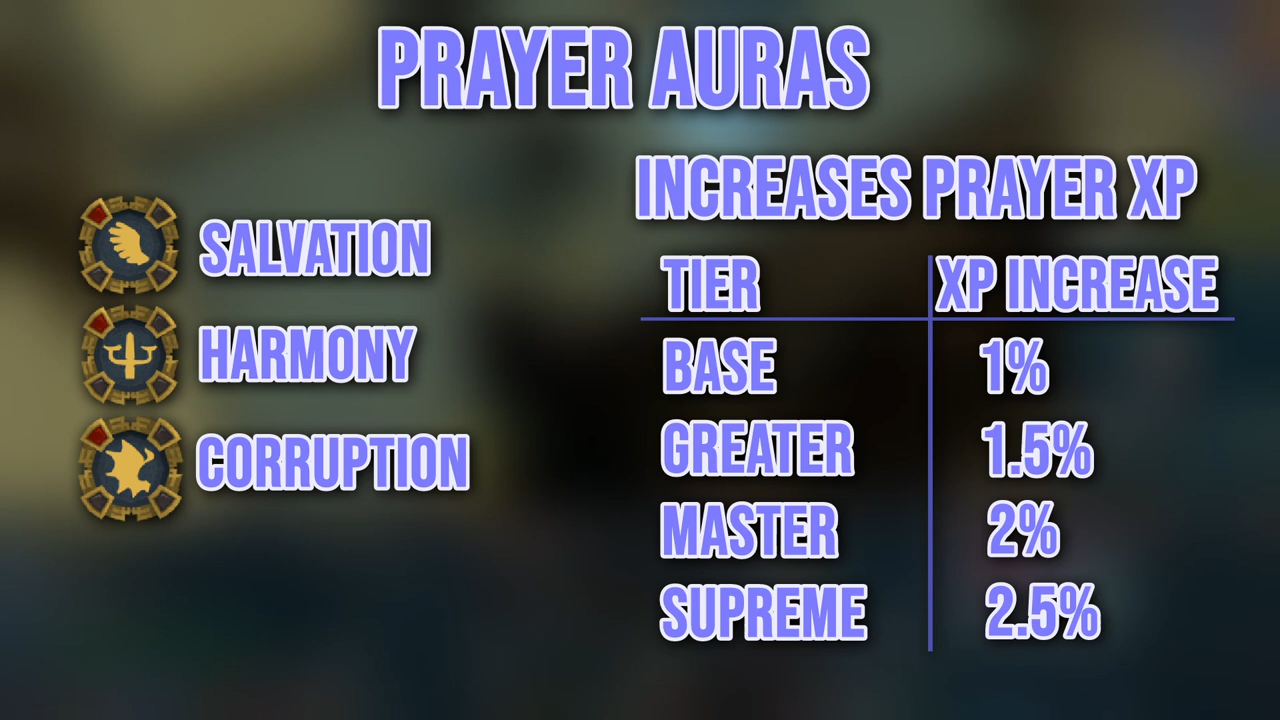 PRAYER AURAS
SALVATION
HARMONY
CORRUPTION
INCREASES PRAYER XP
TIER XP INCREASE
BASE 1%
GREATER 1.5%
MASTER 2%
SUPREME 2.5%